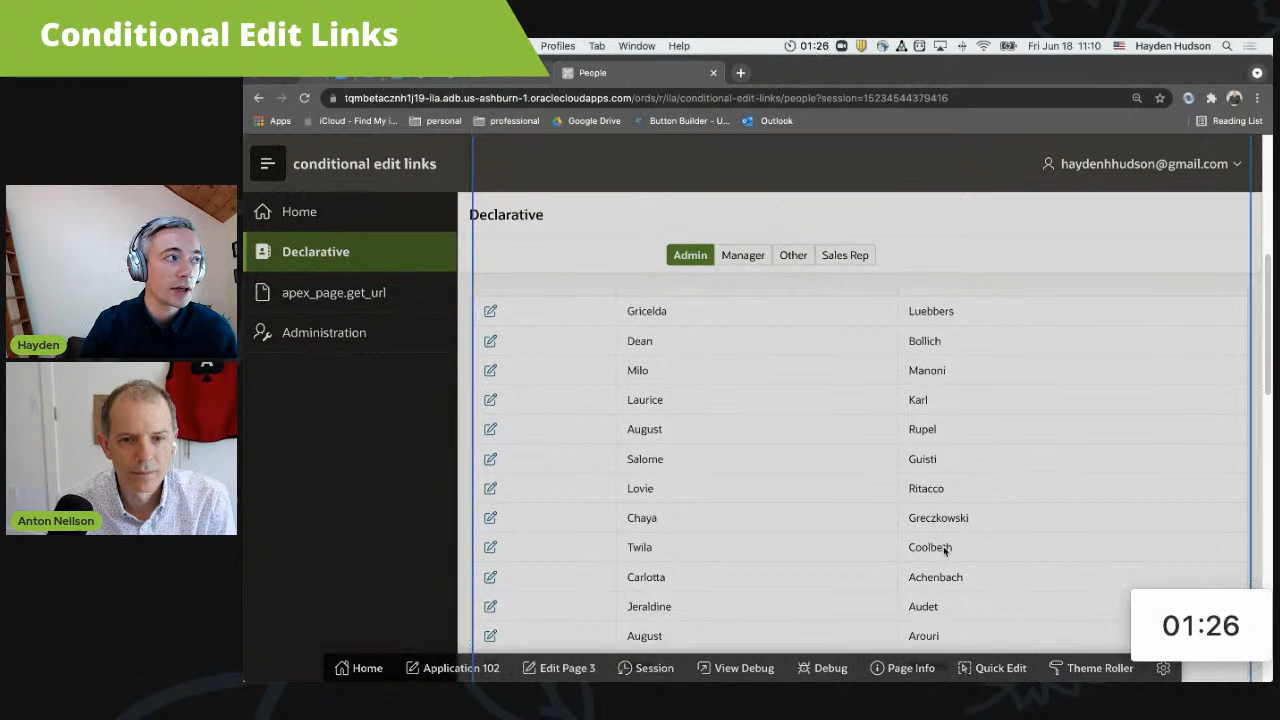 Conditional Edit Links
Profiles Tab Window Help 01:26 Fri Jun 18 11:10 Hayden Hudson
People
tqmbetacznh1j19-ila.adb.us-ashburn-1.oraclecloudapps.com/ords/r/ila/conditional-edit-links/people?session=15234544379416
Apps iCloud - Find My i... personal professional Google Drive Button Builder - U... Outlook Reading List
conditional edit links haydenhhudson@gmail.com
Home
Declarative
apex_page.get_url
Administration
Declarative
Admin Manager Other Sales Rep
Gricelda Luebbers
Dean Bollich
Milo Manoni
Laurice Karl
August Rupel
Salome Guisti
Lovie Ritacco
Chaya Greczkowski
Twila Coolbeth
Carlotta Achenbach
Jeraldine Audet
August Arouri
Hayden
A
Anton Neilson
01:26
Home Application 102 Edit Page 3 Session View Debug Debug Page Info Quick Edit Theme Roller